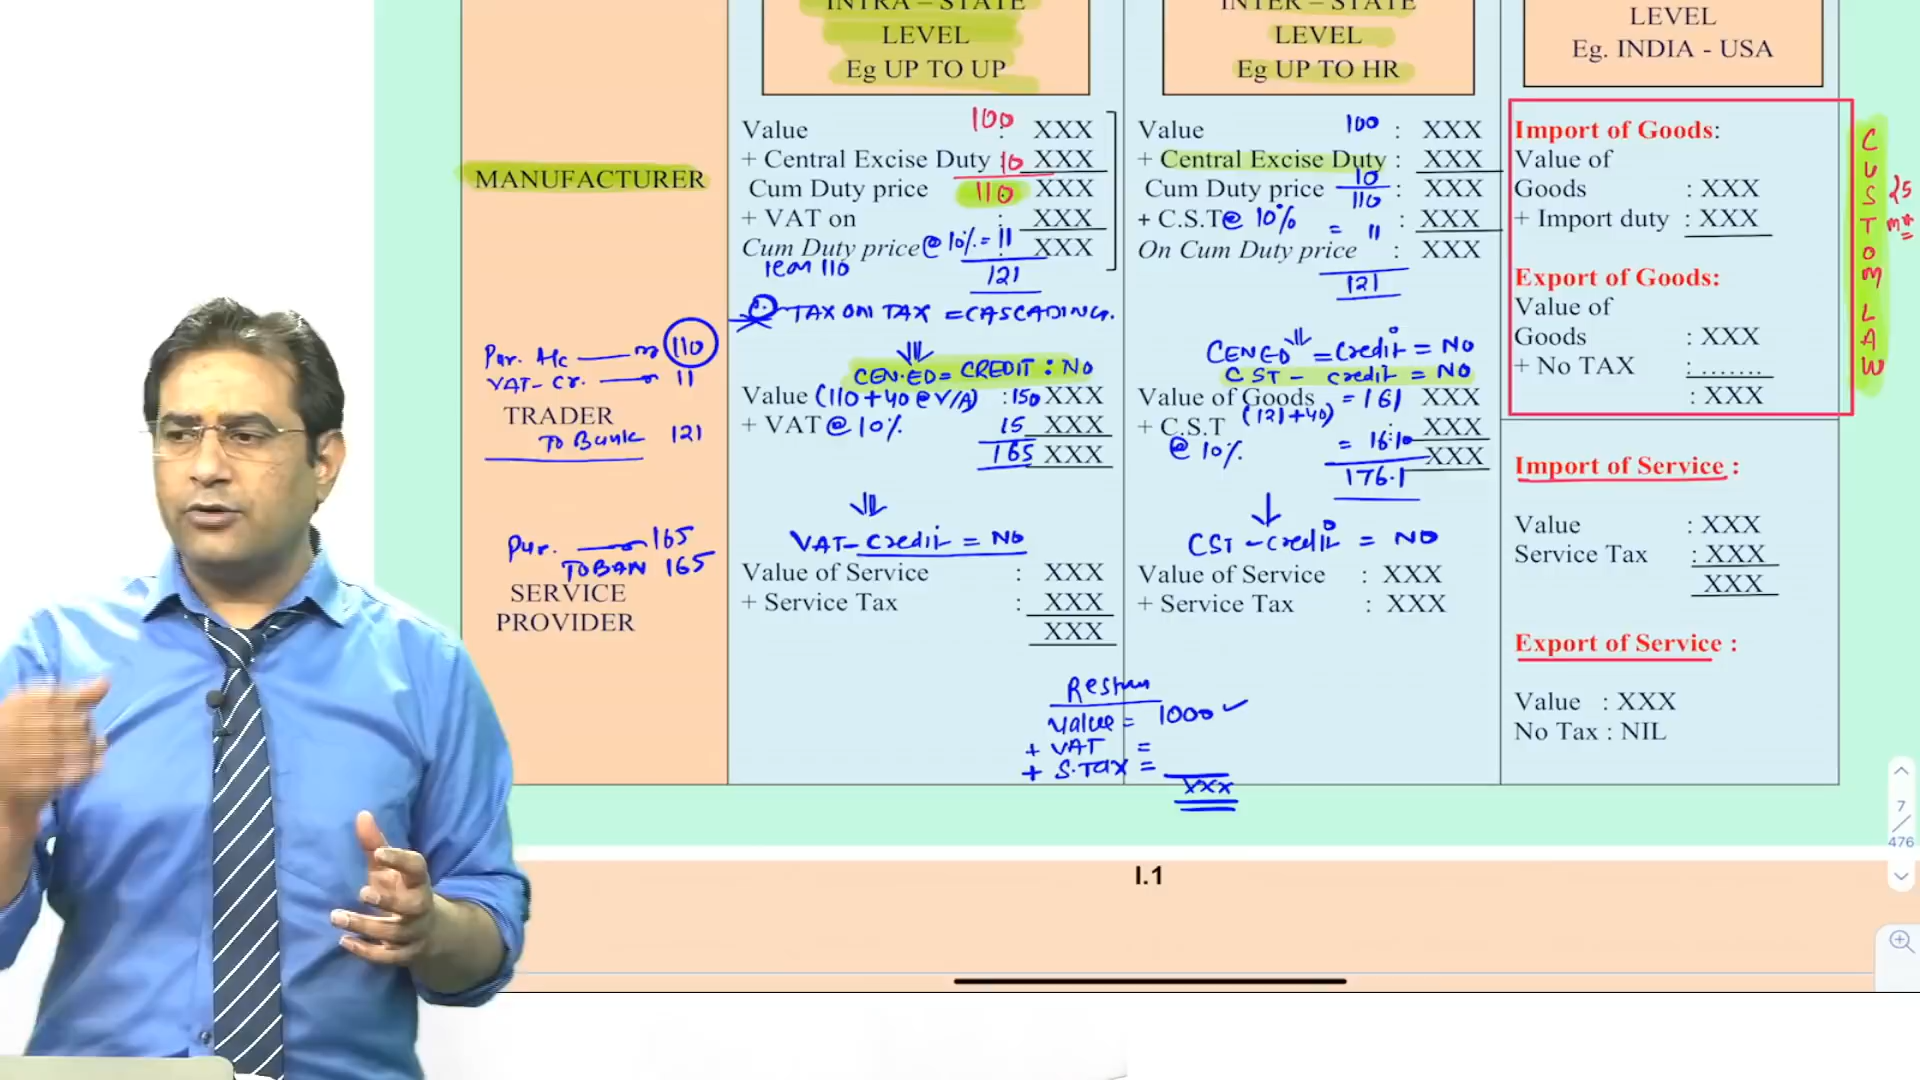 INTRA – STATE
LEVEL
Eg UP TO UP
INTER – STATE
LEVEL
Eg UP TO HR
LEVEL
Eg. INDIA - USA
MANUFACTURER
Value 100 : XXX
+ Central Excise Duty : 10 XXX
Cum Duty price 110 XXX
+ VAT on : XXX
Cum Duty price @ 10% = 11 XXX
110 121
TAX ON TAX = CASCADING.
CEN.ED = CREDIT : NO
Value 100 : XXX
+ Central Excise Duty : XXX
10
Cum Duty price : XXX
110
+ C.S.T @ 10% = 11 : XXX
On Cum Duty price : XXX
121
CEN ED = Credit = NO
CST - credit = NO
Import of Goods:
Value of
Goods : XXX
+ Import duty : XXX
Export of Goods:
Value of
Goods : XXX
+ No TAX : .......
: XXX
CUSTOM LAW
25
Pur. A/c 110
VAT - Cr. 11
TRADER
To Bank 121
Value (110 + 40 @ V/A) : 150 XXX
+ VAT @ 10% 15 XXX
165 XXX
VAT - Credit = NO
Value of Goods = 161 XXX
(121+40)
+ C.S.T : XXX
@ 10% = 16.10 XXX
176.1
CST - Credit = NO
Pur. 165
TO BAN 165
SERVICE
PROVIDER
Value of Service : XXX
+ Service Tax : XXX
XXX
Value of Service : XXX
+ Service Tax : XXX
Import of Service :
Value : XXX
Service Tax : XXX
XXX
Export of Service :
Value : XXX
No Tax : NIL
Value = 1000
+ VAT =
+ S.Tax =
XXX
7
/
476
I.1